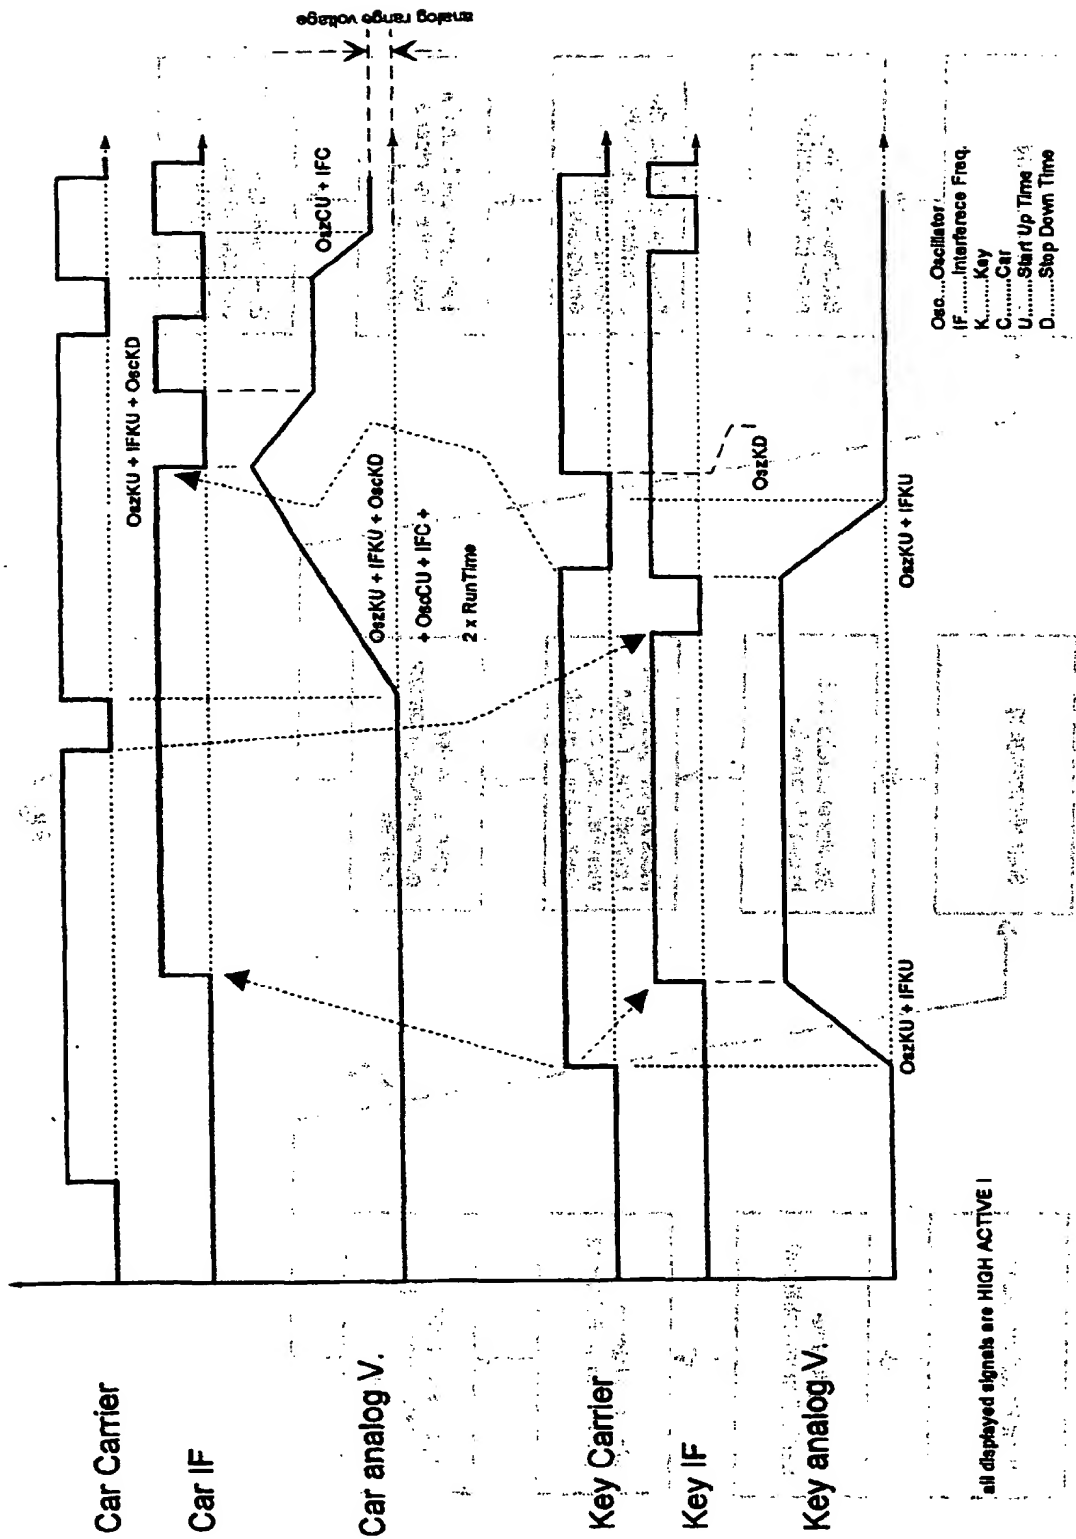 analog range voltage
Car Carrier
OszKU + IFKU + OscKD
Car IF
OszCU + IFC
Car analog V.
OszKU + IFKU + OscKD
+ OscCU + IFC +
2 x RunTime
Key Carrier
Key IF
OszKD
Key analog V.
OszKU + IFKU
OszKU + IFKU
Osc....Oscillator
IF.........Interferece Freq.
K.........Key
C.........Car
U.........Start Up Time
D.........Stop Down Time
all displayed signals are HIGH ACTIVE !